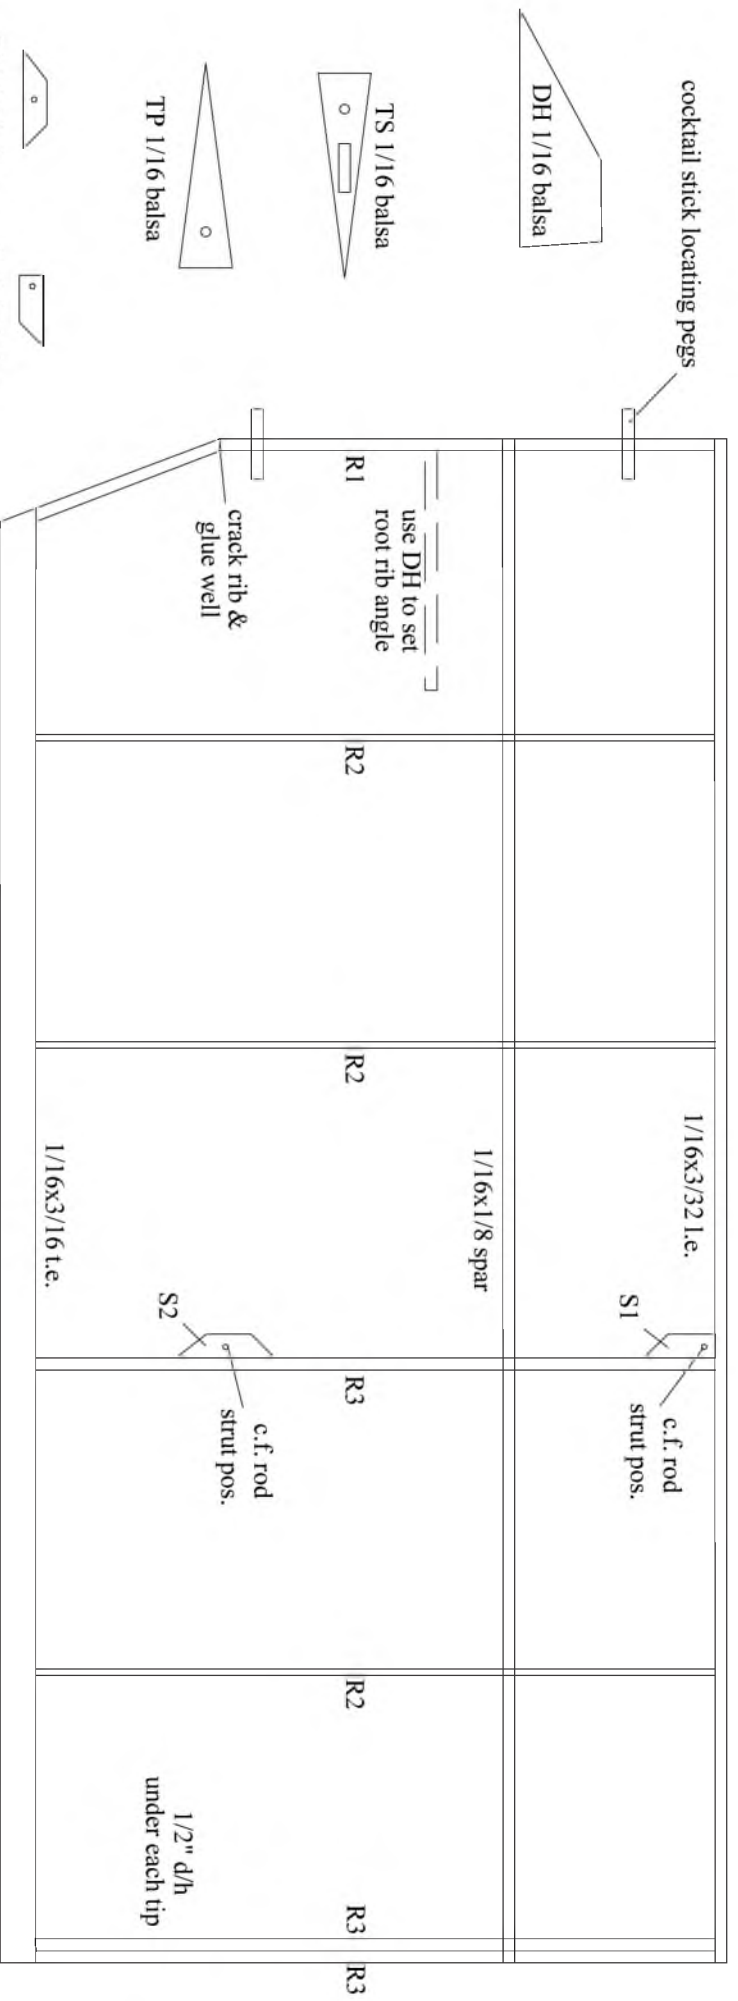 cocktail stick locating pegs
DH 1/16 balsa
TS 1/16 balsa
TP 1/16 balsa
R1
use DH to set
root rib angle
crack rib &
glue well
R2
R2
1/16x3/32 l.e.
1/16x1/8 spar
1/16x3/16 t.e.
S1
c.f. rod
strut pos.
S2
c.f. rod
strut pos.
R3
R2
1/2" d/h
under each tip
R3
R3